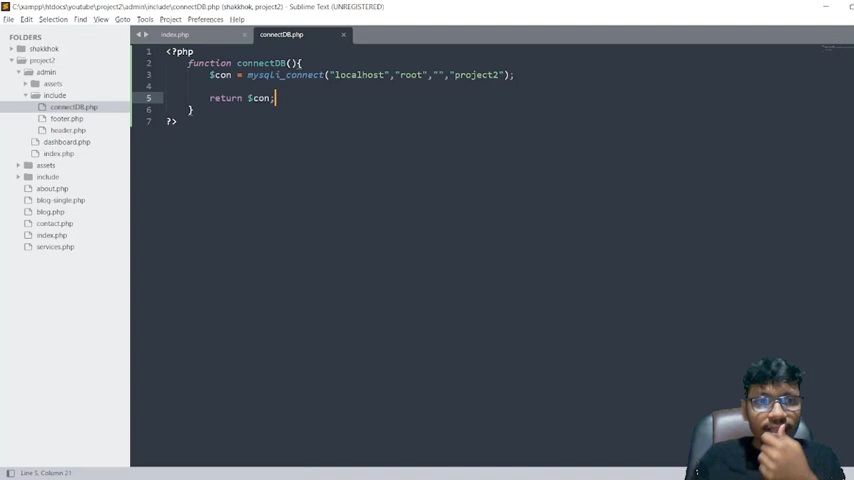 C:\xampp\htdocs\youtube\project2\admin\include\connectDB.php (shakkhok, project2) - Sublime Text (UNREGISTERED)
File Edit Selection Find View Goto Tools Project Preferences Help
FOLDERS
shakkhok
project2
admin
assets
include
connectDB.php
footer.php
header.php
dashboard.php
index.php
assets
include
about.php
blog-single.php
blog.php
contact.php
index.php
services.php
index.php
connectDB.php
1 <?php
2 function connectDB(){
3 $con = mysqli_connect("localhost","root","","project2");
4
5 return $con;
6 }
7 ?>
Line 5, Column 21